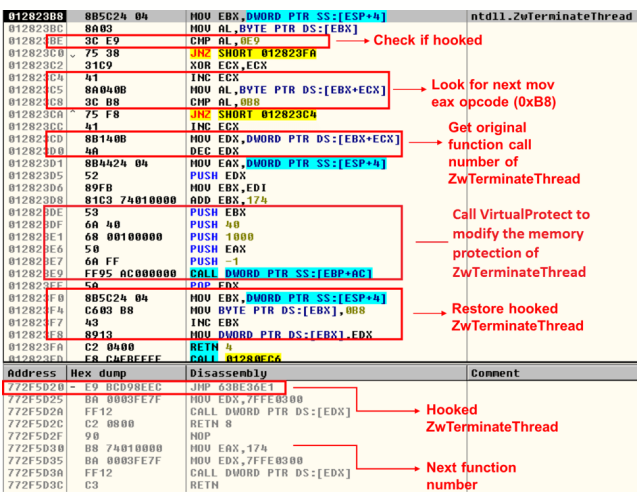 012823B8 8B5C24 04 MOV EBX,DWORD PTR SS:[ESP+4] ntdll.ZwTerminateThread
012823BC 8A03 MOV AL,BYTE PTR DS:[EBX]
012823BE 3C E9 CMP AL,0E9 Check if hooked
012823C0 75 38 JNZ SHORT 012823FA
012823C2 31C9 XOR ECX,ECX
012823C4 41 INC ECX
012823C5 8A040B MOV AL,BYTE PTR DS:[EBX+ECX] Look for next mov
012823C8 3C B8 CMP AL,0B8 eax opcode (0xB8)
012823CA ^ 75 F8 JNZ SHORT 012823C4
012823CC 41 INC ECX Get original
012823CD 8B140B MOV EDX,DWORD PTR DS:[EBX+ECX] function call
012823D0 4A DEC EDX number of
012823D1 8B4424 04 MOV EAX,DWORD PTR SS:[ESP+4] ZwTerminateThread
012823D5 52 PUSH EDX
012823D6 89FB MOV EBX,EDI
012823D8 81C3 74010000 ADD EBX,174
012823DE 53 PUSH EBX
012823DF 6A 40 PUSH 40 Call VirtualProtect to
012823E1 68 00100000 PUSH 1000 modify the memory
012823E6 50 PUSH EAX protection of
012823E7 6A FF PUSH -1 ZwTerminateThread
012823E9 FF95 AC000000 CALL DWORD PTR SS:[EBP+AC]
012823EF 5A POP EDX
012823F0 8B5C24 04 MOV EBX,DWORD PTR SS:[ESP+4] Restore hooked
012823F4 C603 B8 MOV BYTE PTR DS:[EBX],0B8 ZwTerminateThread
012823F7 43 INC EBX
012823F8 8913 MOV DWORD PTR DS:[EBX],EDX
012823FA C2 0400 RETN 4
012823FD E8 C4EBFFFF CALL 01280FC6
Address Hex dump Disassembly Comment
772F5D20 - E9 BCD98EEC JMP 63BE36E1
772F5D25 BA 0003FE7F MOV EDX,7FFE0300
772F5D2A FF12 CALL DWORD PTR DS:[EDX] Hooked
772F5D2C C2 0800 RETN 8 ZwTerminateThread
772F5D2F 90 NOP
772F5D30 B8 74010000 MOV EAX,174
772F5D35 BA 0003FE7F MOV EDX,7FFE0300
772F5D3A FF12 CALL DWORD PTR DS:[EDX] Next function
772F5D3C C3 RETN number